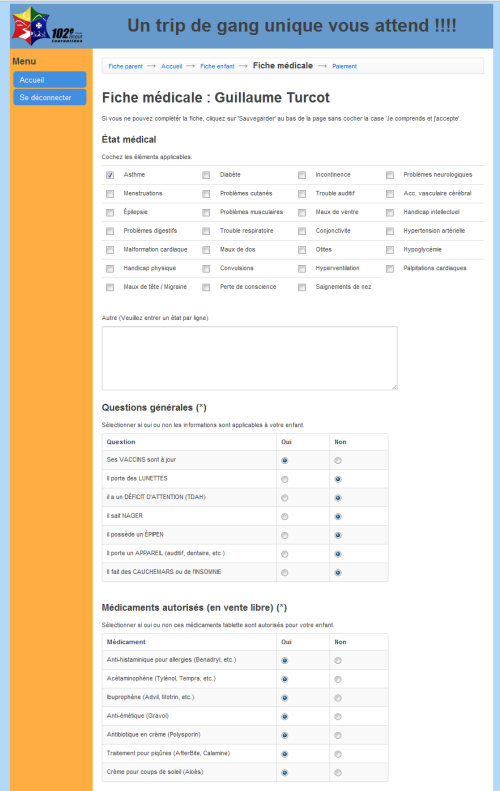 102e
SCOUT
Laurentides
Un trip de gang unique vous attend !!!!
Menu
Accueil
Se déconnecter
Fiche parent → Accueil → Fiche enfant → Fiche médicale → Paiement
Fiche médicale : Guillaume Turcot
Si vous ne pouvez compléter la fiche, cliquez sur 'Sauvegarder' au bas de la page sans cocher la case 'Je comprends et j'accepte'.
État médical
Cochez les éléments applicables.
Asthme Diabète Incontinence Problèmes neurologiques
Menstruations Problèmes cutanés Trouble auditif Acc. vasculaire cérébral
Épilepsie Problèmes musculaires Maux de ventre Handicap intellectuel
Problèmes digestifs Trouble respiratoire Conjonctivite Hypertension artérielle
Malformation cardiaque Maux de dos Otites Hypoglycémie
Handicap physique Convulsions Hyperventilation Palpitations cardiaques
Maux de tête / Migraine Perte de conscience Saignements de nez
Autre (Veuillez entrer un état par ligne)
Questions générales (*)
Sélectionner si oui ou non les informations sont applicables à votre enfant.
Question Oui Non
Ses VACCINS sont à jour
Il porte des LUNETTES
Il a un DÉFICIT D'ATTENTION (TDAH)
Il sait NAGER
Il possède un ÉPIPEN
Il porte un APPAREIL (auditif, dentaire, etc.)
Il fait des CAUCHEMARS ou de l'INSOMNIE
Médicaments autorisés (en vente libre) (*)
Sélectionner si oui ou non ces médicaments tablette sont autorisés pour votre enfant.
Médicament Oui Non
Anti-histaminique pour allergies (Benadryl, etc.)
Acétaminophène (Tylénol, Tempra, etc.)
Ibuprophène (Advil, Motrin, etc.)
Anti-émétique (Gravol)
Antibiotique en crème (Polysporin)
Traitement pour piqûres (AfterBite, Calamine)
Crème pour coups de soleil (Aloès)